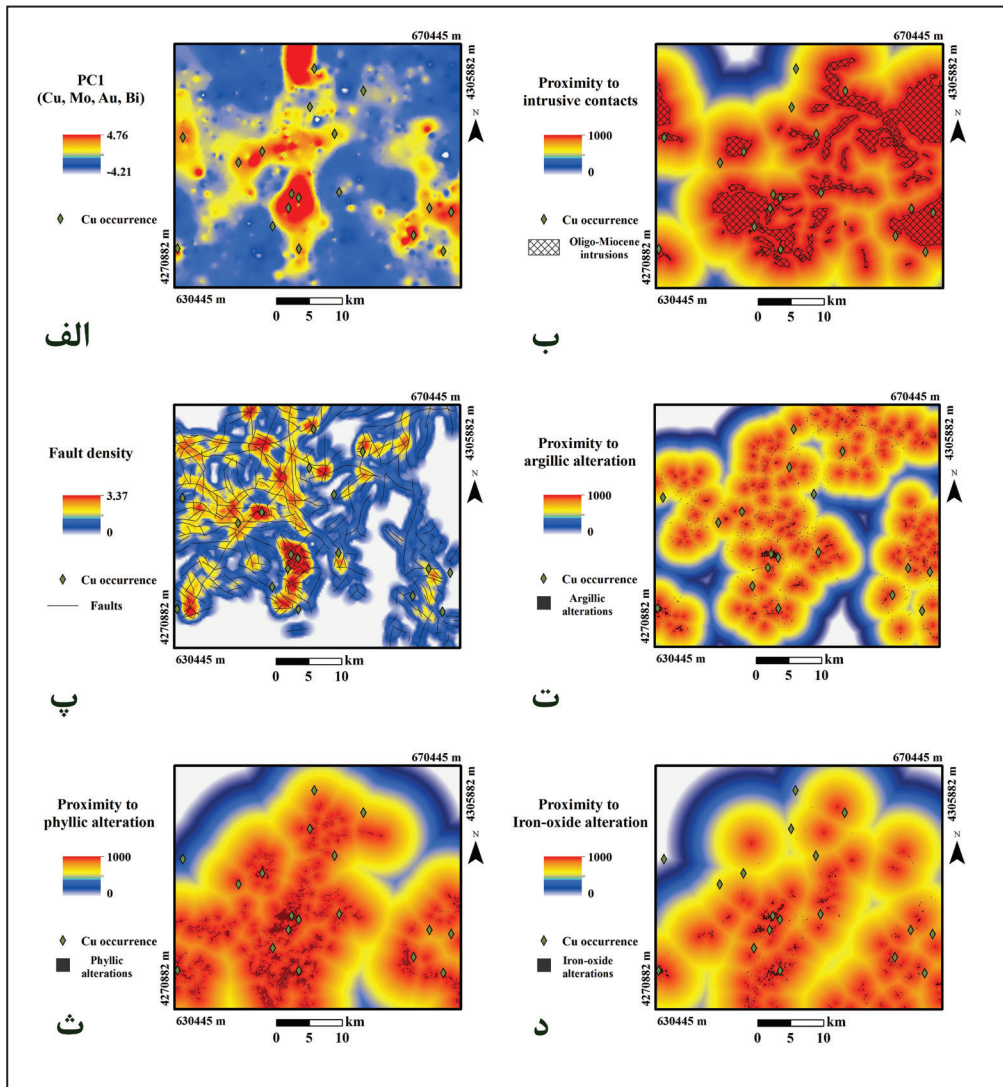 670445 m
PC1
(Cu, Mo, Au, Bi)
4.76
-4.21
Cu occurrence
4305882 m
N
4270882 m
630445 m
km
0 5 10
الف
670445 m
Proximity to
intrusive contacts
1000
0
Cu occurrence
Oligo-Miocene
intrusions
4305882 m
N
4270882 m
630445 m
km
0 5 10
ب
670445 m
Fault density
3.37
0
Cu occurrence
Faults
4305882 m
N
4270882 m
630445 m
km
0 5 10
پ
670445 m
Proximity to
argillic alteration
1000
0
Cu occurrence
Argillic
alterations
4305882 m
N
4270882 m
630445 m
km
0 5 10
ت
670445 m
Proximity to
phyllic alteration
1000
0
Cu occurrence
Phyllic
alterations
4305882 m
N
4270882 m
630445 m
km
0 5 10
ث
670445 m
Proximity to
Iron-oxide alteration
1000
0
Cu occurrence
Iron-oxide
alterations
4305882 m
N
4270882 m
630445 m
km
0 5 10
د